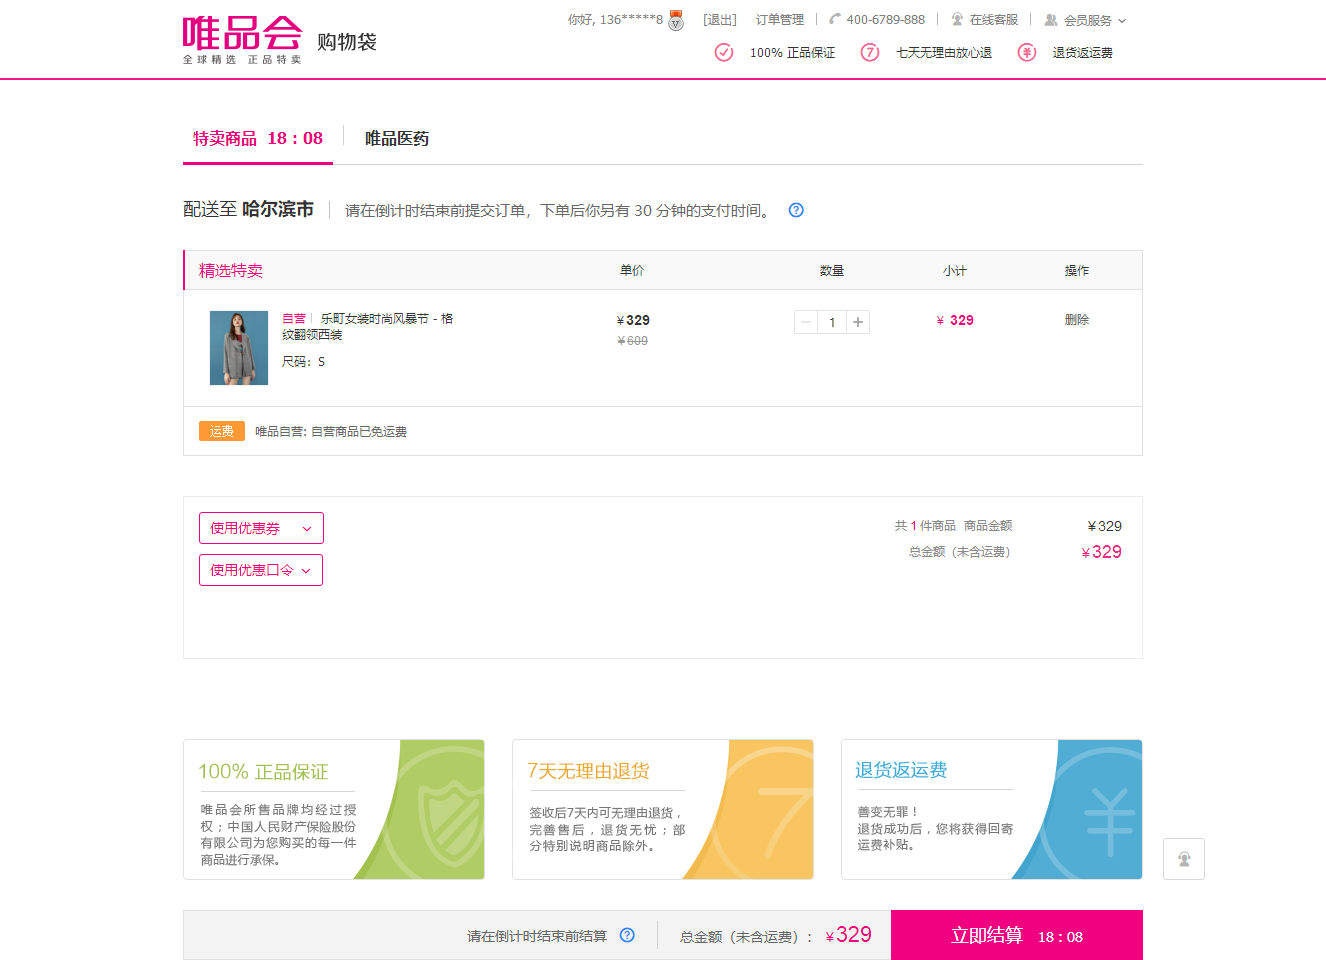 唯品会
全球精选 正品特卖
购物袋
你好, 136*****8 [退出] 订单管理 400-6789-888 在线客服 会员服务
100% 正品保证 7 七天无理由放心退 ¥ 退货返运费
特卖商品 18 : 08 唯品医药
配送至 哈尔滨市 请在倒计时结束前提交订单，下单后你另有 30 分钟的支付时间。 ?
精选特卖 单价 数量 小计 操作
自营 乐町女装时尚风暴节 - 格
纹翻领西装
尺码：S
¥ 329
¥ 609
− 1 +
¥ 329
删除
运费 唯品自营: 自营商品已免运费
使用优惠券
使用优惠口令
共 1 件商品 商品金额 ¥ 329
总金额（未含运费） ¥ 329
100% 正品保证
唯品会所售品牌均经过授
权；中国人民财产保险股份
有限公司为您购买的每一件
商品进行承保。
7天无理由退货
签收后7天内可无理由退货，
完善售后，退货无忧；部
分特别说明商品除外。
7
退货返运费
善变无罪！
退货成功后，您将获得回寄
运费补贴。
¥
请在倒计时结束前结算 ? 总金额（未含运费）： ¥ 329 立即结算 18 : 08